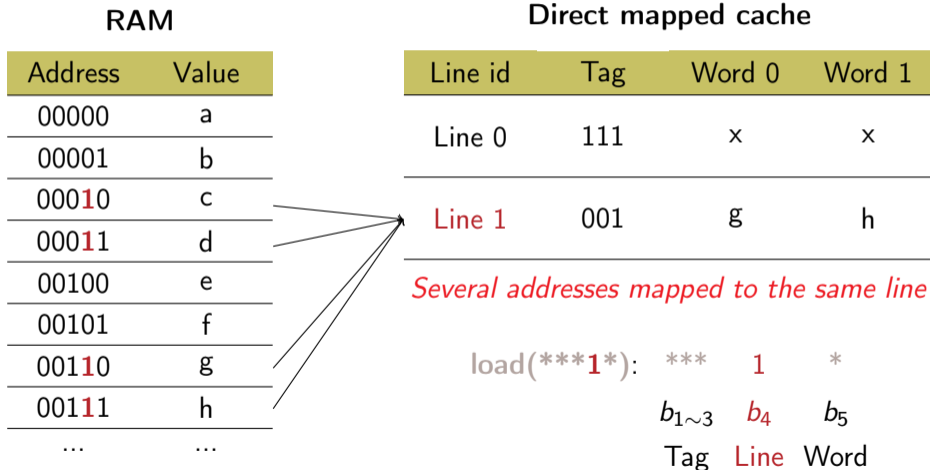 RAM
Address Value
00000 a
00001 b
00010 c
00011 d
00100 e
00101 f
00110 g
00111 h
... ...
Direct mapped cache
Line id Tag Word 0 Word 1
Line 0 111 x x
Line 1 001 g h
Several addresses mapped to the same line
load(***1*): *** 1 *
b1∼3 b4 b5
Tag Line Word